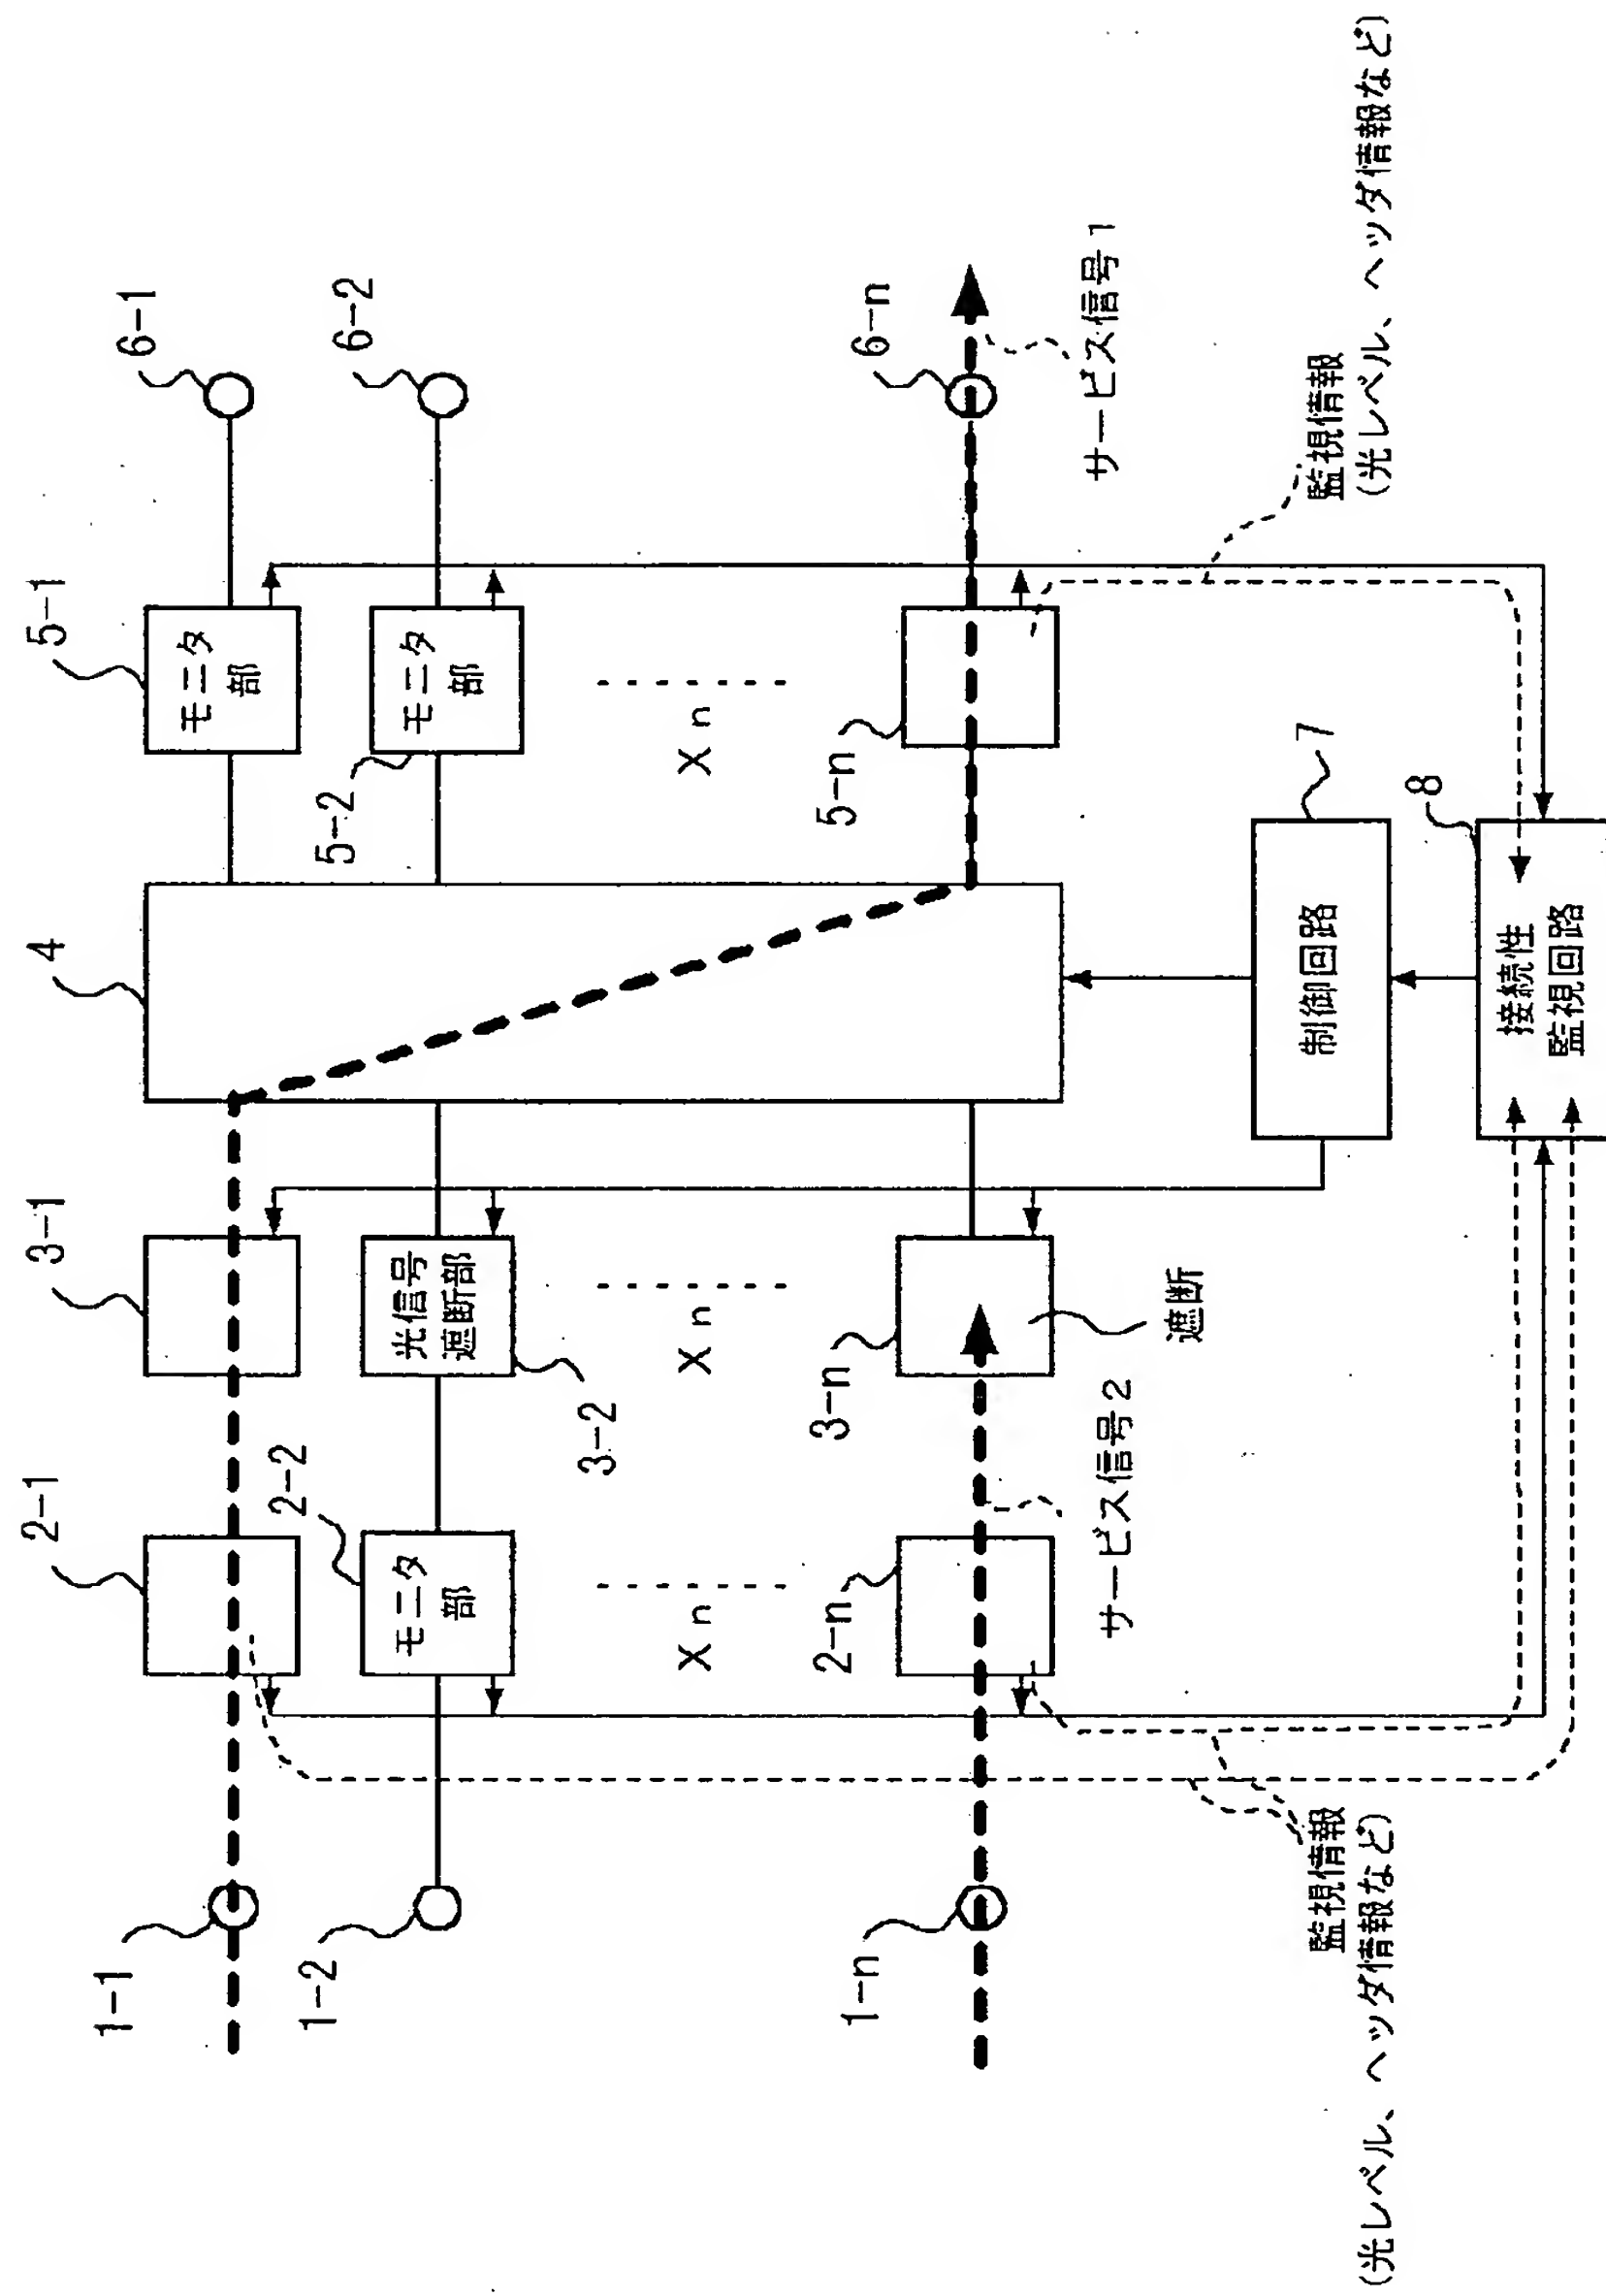 1-1
2-1
3-1
4
5-1
6-1
モニタ
部
1-2
モニタ
部
2-2
光信号
遮断部
3-2
モニタ
部
5-2
6-2
X n
X n
X n
1-n
2-n
3-n
5-n
6-n
サービス信号2
遮断
サービス信号1
制御回路
7
監視情報
(光レベル、ヘッダ情報など)
接続性
監視回路
8
監視情報
(光レベル、ヘッダ情報など)